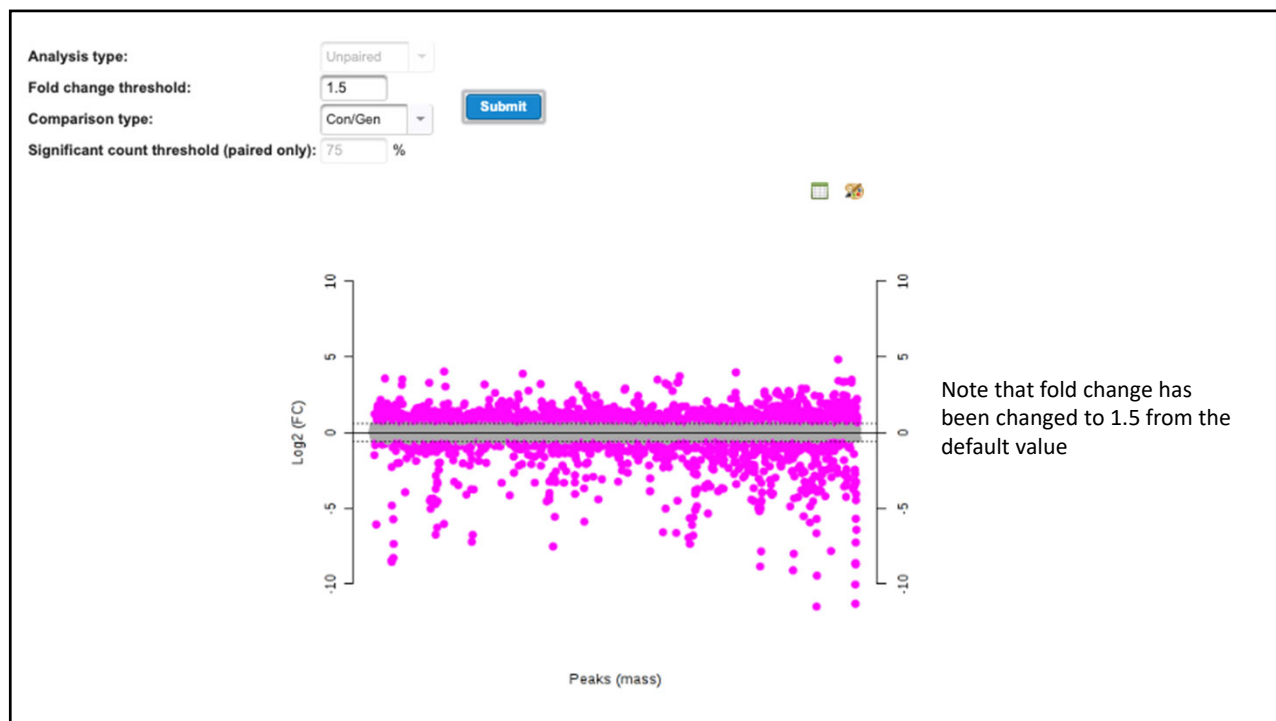 Analysis type: Unpaired
Fold change threshold: 1.5
Submit
Comparison type: Con/Gen
Significant count threshold (paired only): 75 %
10 10
5 5
Log2 (FC)
0 0
-5 -5
-10 -10
Peaks (mass)
Note that fold change has
been changed to 1.5 from the
default value